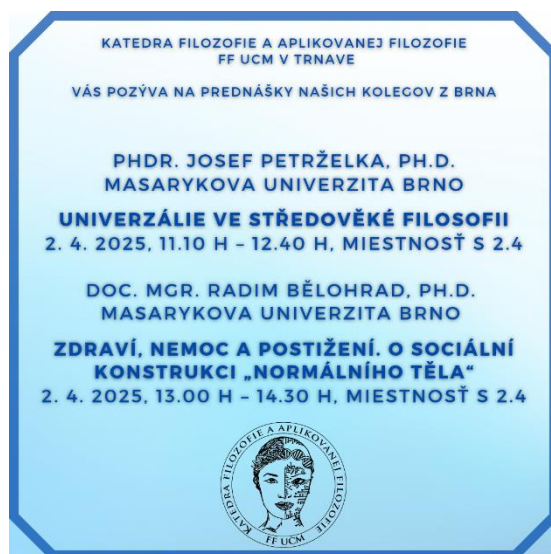 KATEDRA FILOZOFIE A APLIKOVANEJ FILOZOFIE
FF UCM V TRNAVE
VÁS POZÝVA NA PREDNÁŠKY NAŠICH KOLEGOV Z BRNA
PHDR. JOSEF PETRŽELKA, PH.D.
MASARYKOVA UNIVERZITA BRNO
UNIVERZÁLIE VE STŘEDOVĚKÉ FILOSOFII
2. 4. 2025, 11.10 H – 12.40 H, MIESTNOSŤ S 2.4
DOC. MGR. RADIM BĚLOHRAD, PH.D.
MASARYKOVA UNIVERZITA BRNO
ZDRAVÍ, NEMOC A POSTIŽENÍ. O SOCIÁLNÍ
KONSTRUKCI „NORMÁLNÍHO TĚLA“
2. 4. 2025, 13.00 H – 14.30 H, MIESTNOSŤ S 2.4
KATEDRA FILOZOFIE A APLIKOVANEJ FILOZOFIE
FF UCM